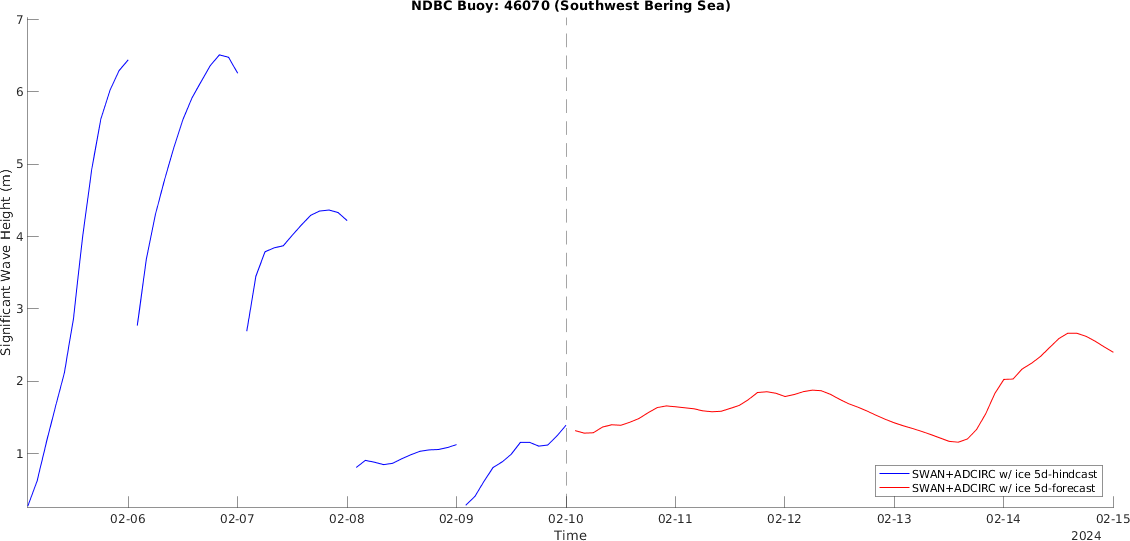 NDBC Buoy: 46070 (Southwest Bering Sea)
7
6
5
4
3
2
1
Significant Wave Height (m)
SWAN+ADCIRC w/ ice 5d-hindcast
SWAN+ADCIRC w/ ice 5d-forecast
02-06 02-07 02-08 02-09 02-10 02-11 02-12 02-13 02-14 02-15
Time
2024